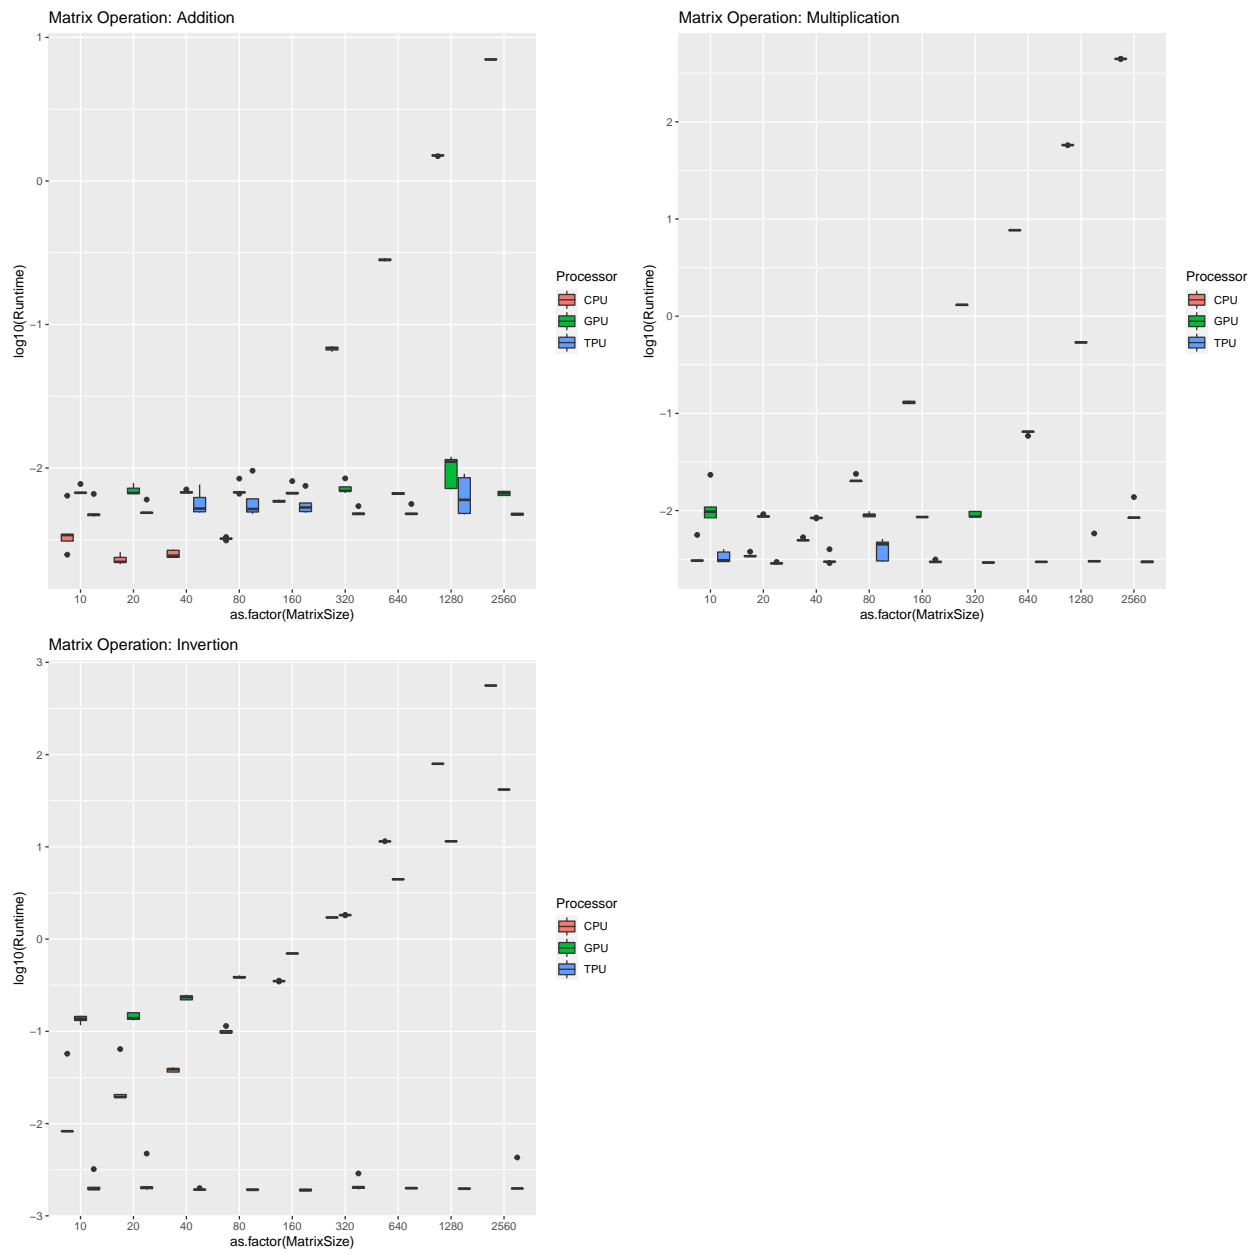 Matrix Operation: Addition
log10(Runtime)
1
0
−1
−2
10 20 40 80 160 320 640 1280 2560
as.factor(MatrixSize)
Processor
CPU
GPU
TPU
Matrix Operation: Multiplication
log10(Runtime)
2
1
0
−1
−2
10 20 40 80 160 320 640 1280 2560
as.factor(MatrixSize)
Processor
CPU
GPU
TPU
Matrix Operation: Invertion
log10(Runtime)
3
2
1
0
−1
−2
−3
10 20 40 80 160 320 640 1280 2560
as.factor(MatrixSize)
Processor
CPU
GPU
TPU